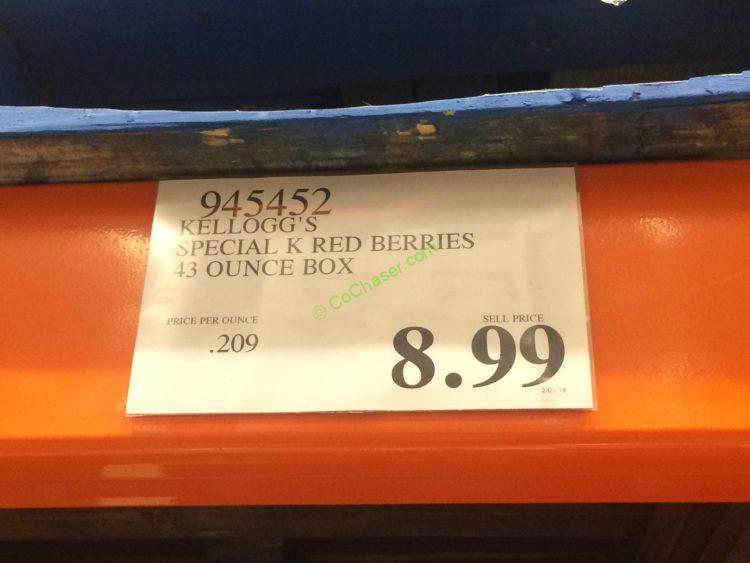 945452
KELLOGG'S
SPECIAL K RED BERRIES
43 OUNCE BOX
© CoChaser.com
PRICE PER OUNCE
.209
SELL PRICE
8.99
2/01/18